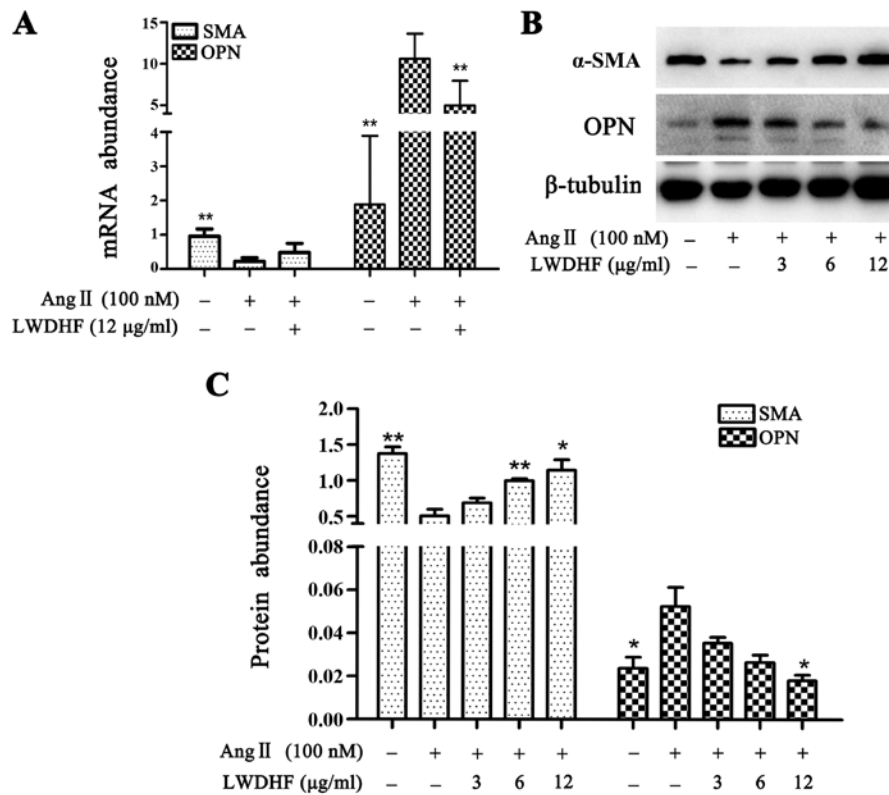 A
SMA
OPN
mRNA abundance
15
10
5
4
3
2
1
0
**
**
**
Ang II (100 nM) – + + – + +
LWDHF (12 μg/ml) – – + – – +
B
α-SMA
OPN
β-tubulin
Ang II (100 nM) – + + + +
LWDHF (μg/ml) – – 3 6 12
C
SMA
OPN
Protein abundance
2.0
1.5
1.0
0.5
0.08
0.06
0.04
0.02
0.00
**
**
*
*
*
Ang II (100 nM) – + + + + – + + + +
LWDHF (μg/ml) – – 3 6 12 – – 3 6 12